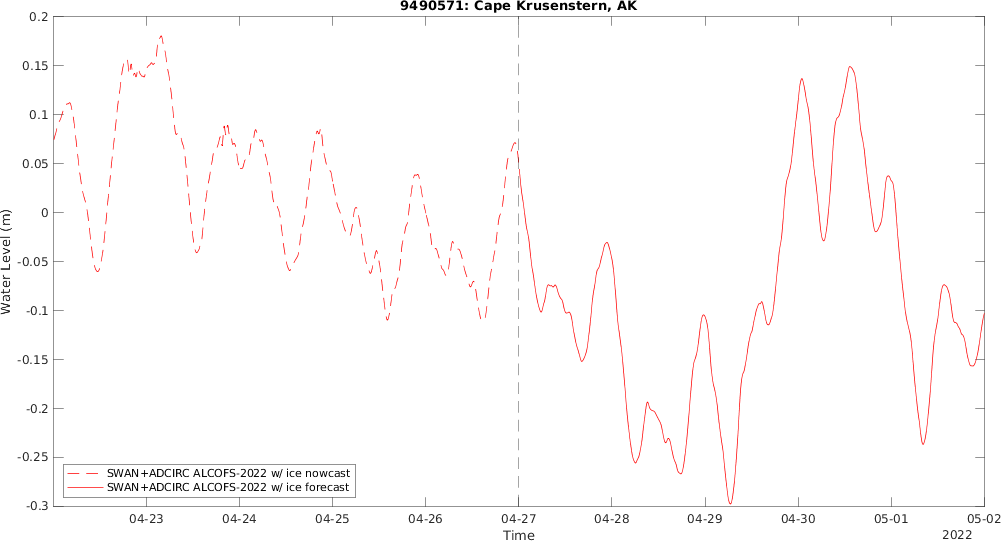 9490571: Cape Krusenstern, AK
0.2
0.15
0.1
0.05
0
-0.05
-0.1
-0.15
-0.2
-0.25
-0.3
Water Level (m)
SWAN+ADCIRC ALCOFS-2022 w/ ice nowcast
SWAN+ADCIRC ALCOFS-2022 w/ ice forecast
04-23 04-24 04-25 04-26 04-27 04-28 04-29 04-30 05-01 05-02
Time
2022